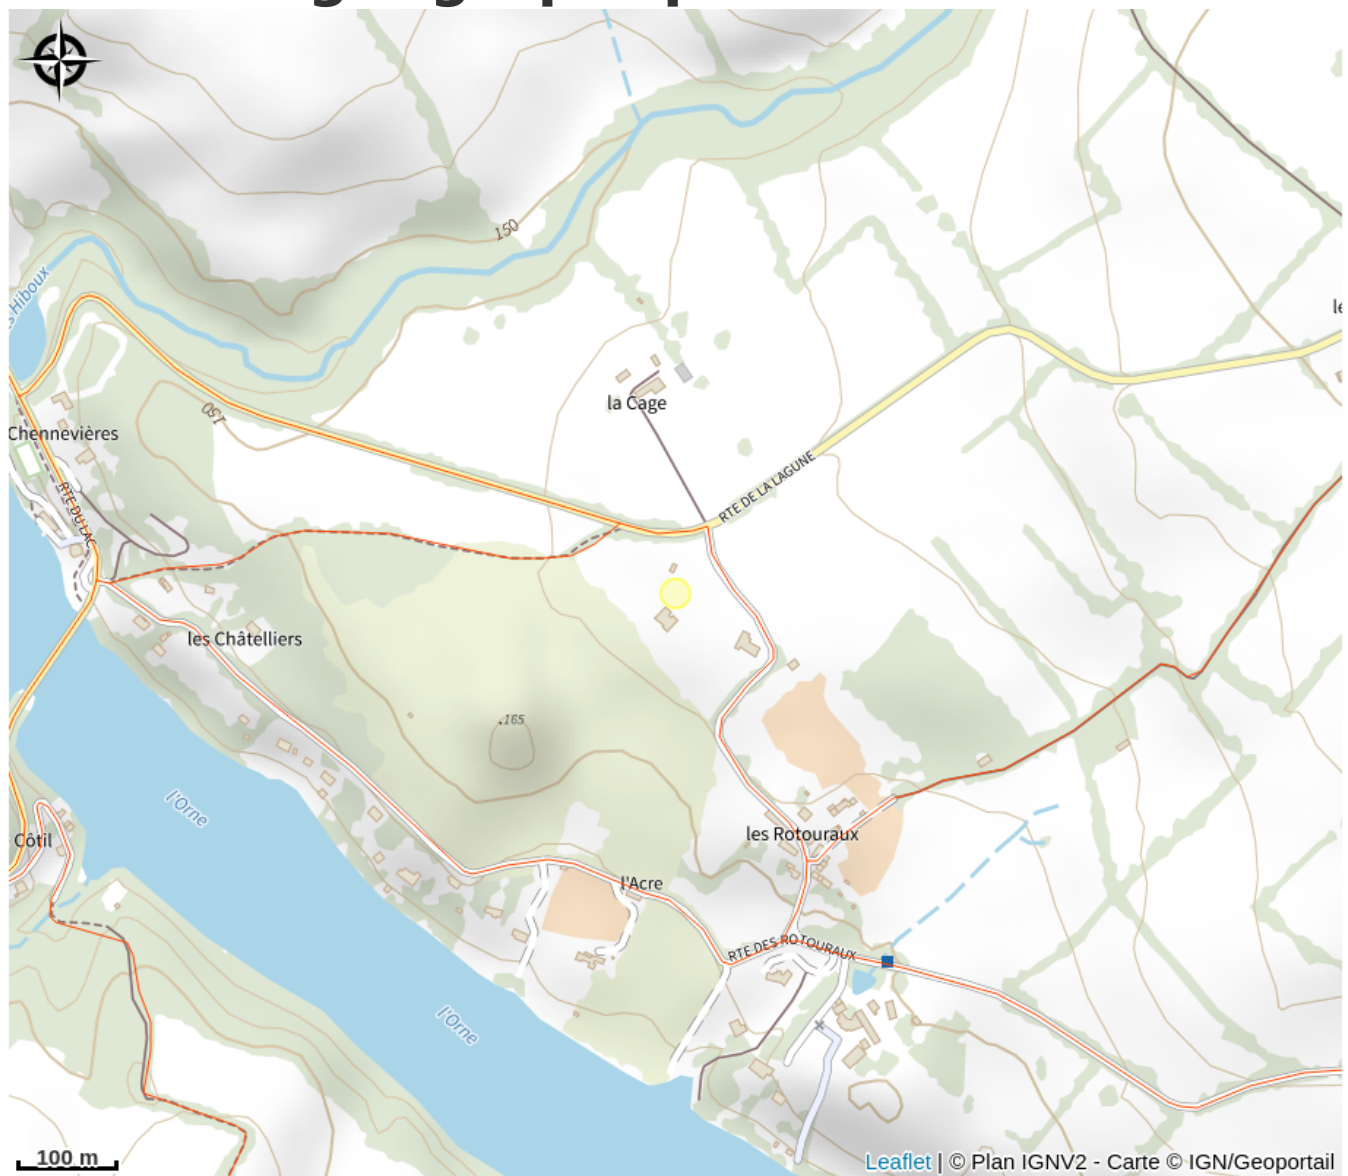 150
s Hiboux
150
la Cage
Chennevières
RTE DE LA LAGUNE
RTE DU LAC
les Châtelliers
165
l'Orne
Côtil
les Rotouraux
l'Acre
RTE DES ROTOURAUX
l'Orne
100 m
Leaflet | © Plan IGNV2 - Carte © IGN/Geoportail